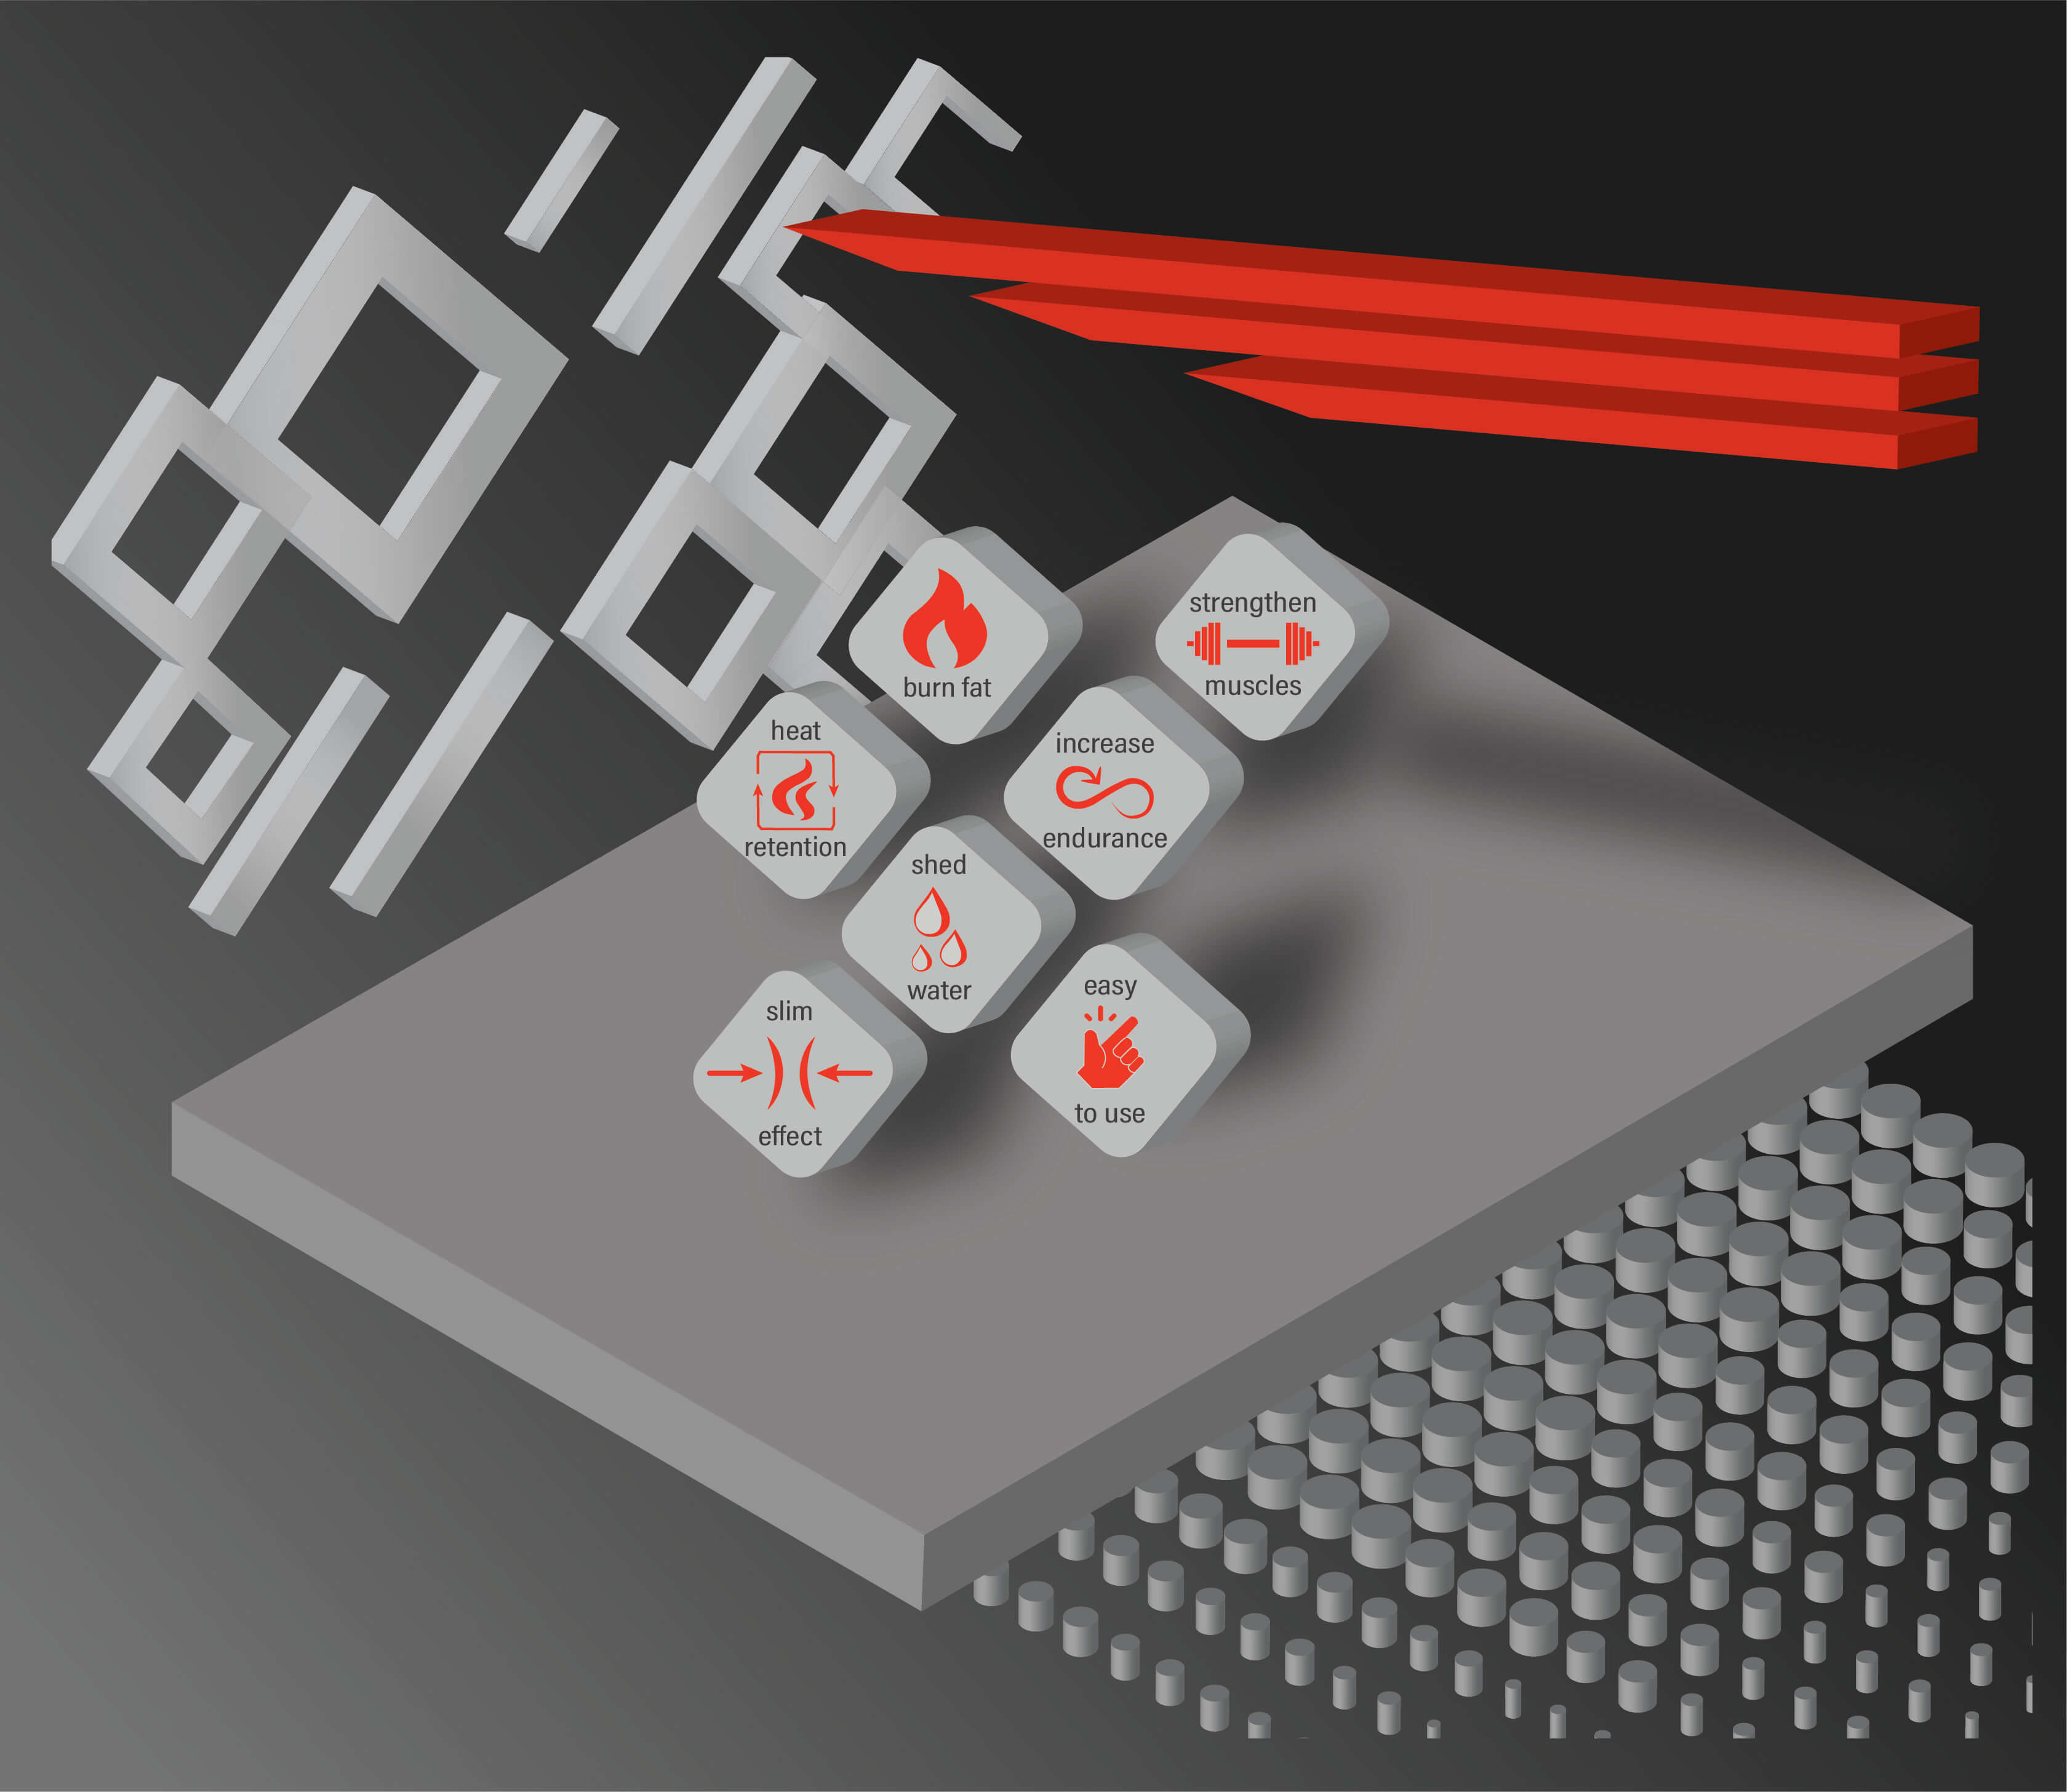 burn fat
strengthen
muscles
heat
retention
increase
endurance
shed
water
slim
effect
easy
to use